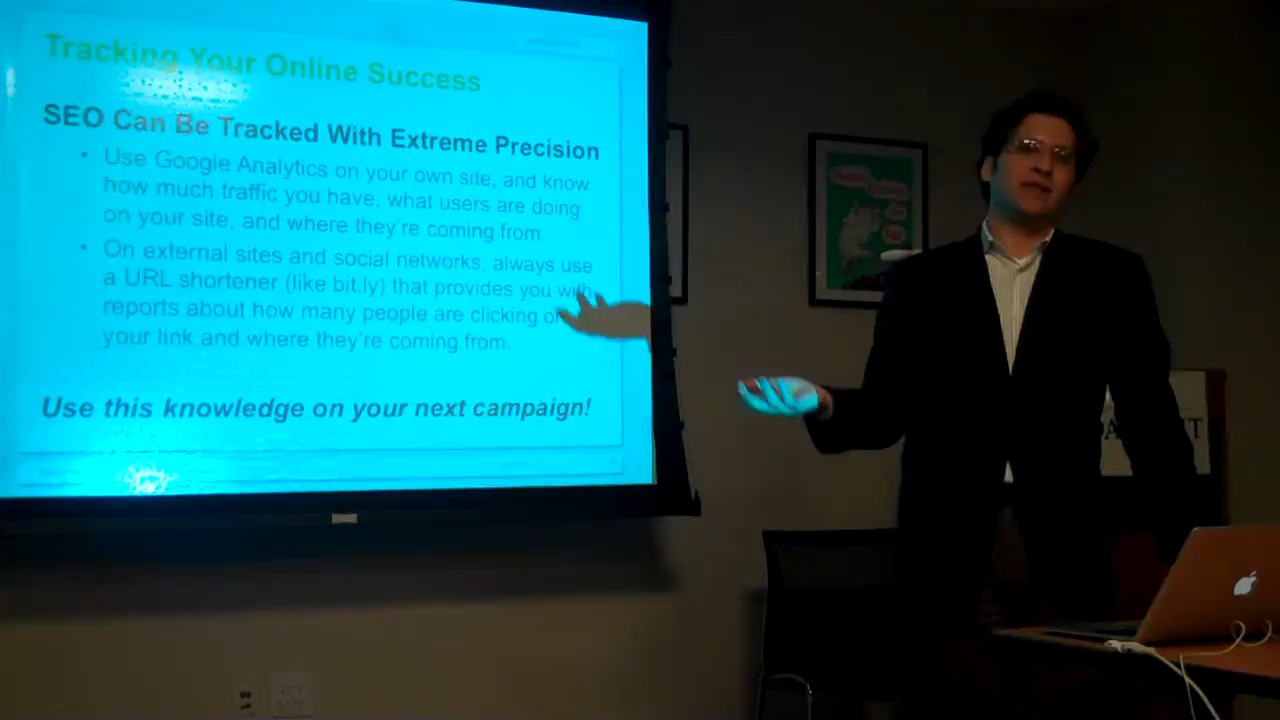 Tracking Your Online Success
SEO Can Be Tracked With Extreme Precision
• Use Google Analytics on your own site, and know
how much traffic you have, what users are doing
on your site, and where they're coming from.
• On external sites and social networks, always use
a URL shortener (like bit.ly) that provides you with
reports about how many people are clicking on
your link and where they're coming from.
Use this knowledge on your next campaign!